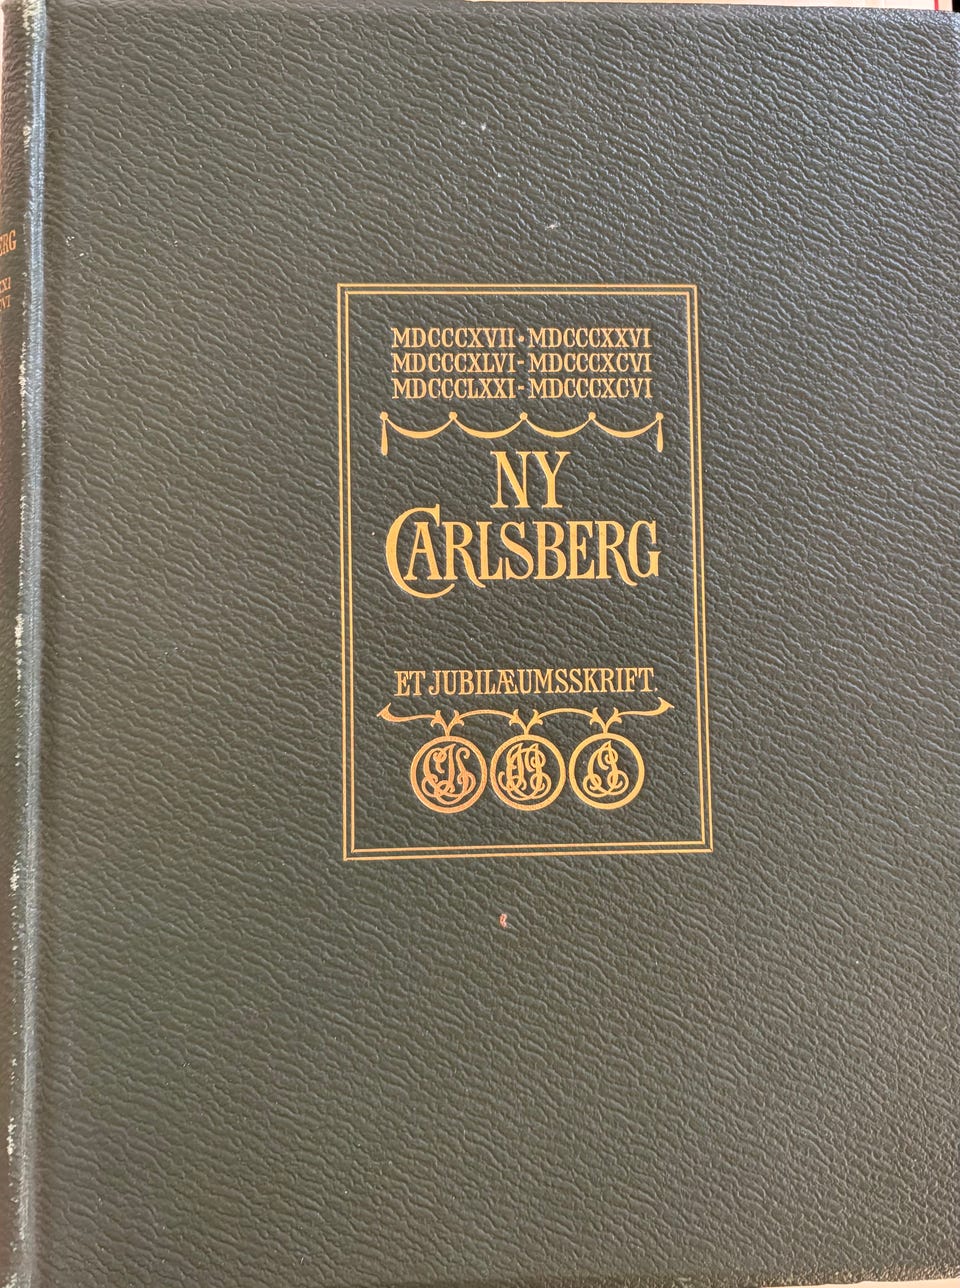 MDCCCXVII·MDCCCXXVI
MDCCCXLVI-MDCCCXCVI
MDCCCLXXI-MDCCCXCVI
NY
CARLSBERG
ET JUBILÆUMSSKRIFT